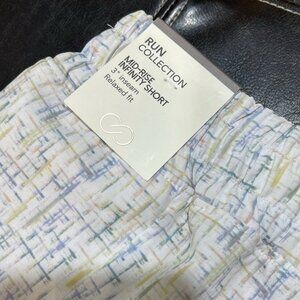 RUN
COLLECTION
MID-RISE
INFINITY SHORT
3" inseam
Relaxed fit